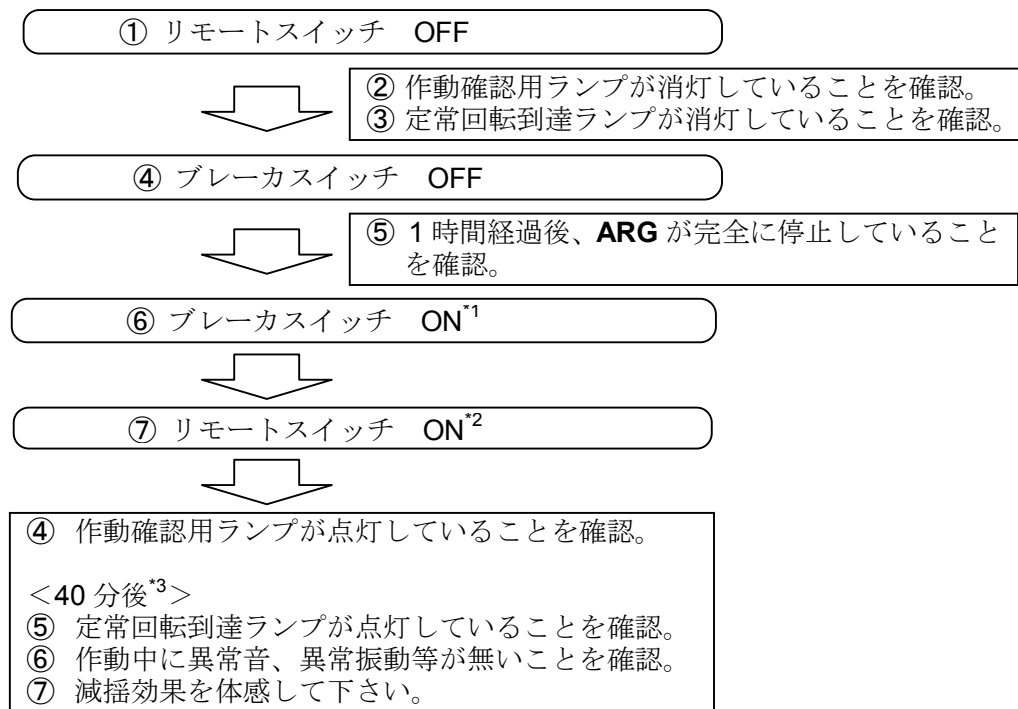 ① リモートスイッチ OFF
② 作動確認用ランプが消灯していることを確認。
③ 定常回転到達ランプが消灯していることを確認。
④ ブレーカスイッチ OFF
⑤ 1時間経過後、ARG が完全に停止していること
を確認。
⑥ ブレーカスイッチ ON*1
⑦ リモートスイッチ ON*2
④ 作動確認用ランプが点灯していることを確認。
＜40分後*3＞
⑤ 定常回転到達ランプが点灯していることを確認。
⑥ 作動中に異常音、異常振動等が無いことを確認。
⑦ 減揺効果を体感して下さい。